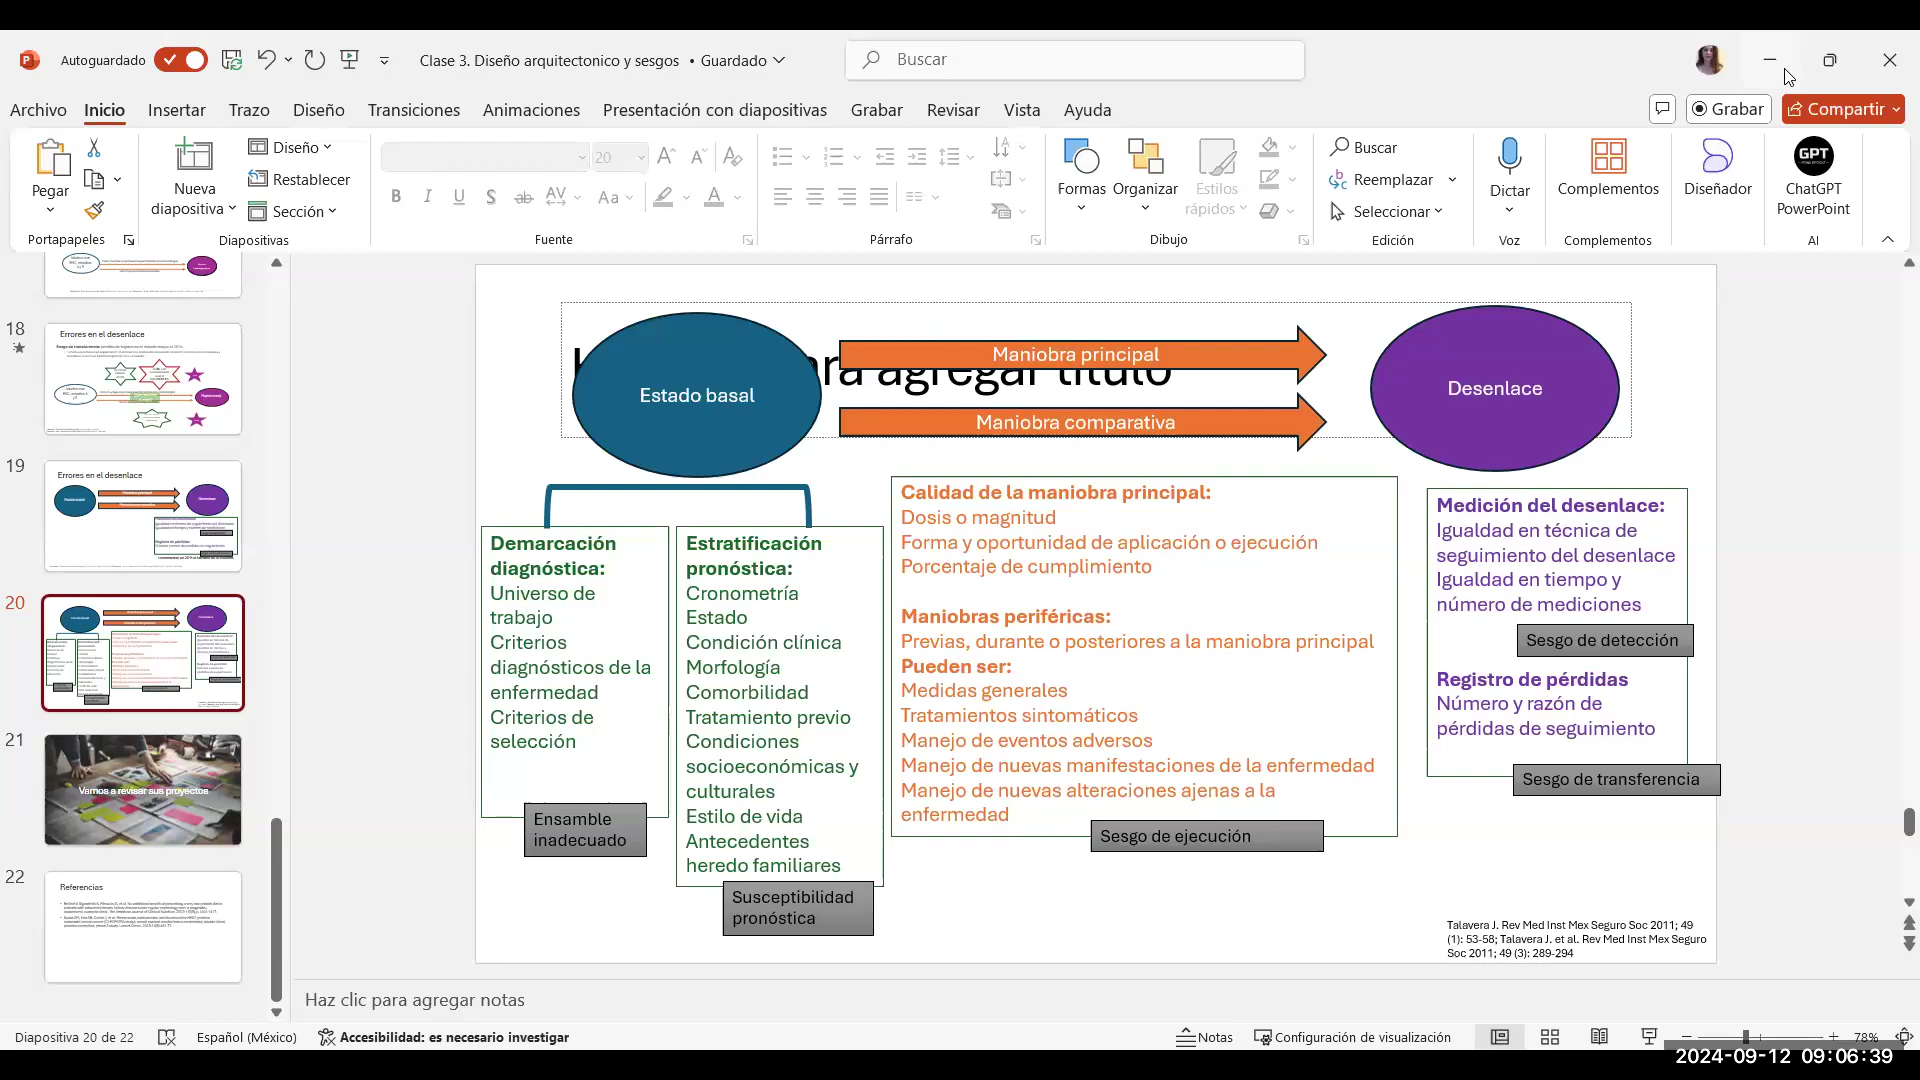 Autoguardado
Clase 3. Diseño arquitectonico y sesgos • Guardado
Buscar
Archivo Inicio Insertar Trazo Diseño Transiciones Animaciones Presentación con diapositivas Grabar Revisar Vista Ayuda
Grabar
Compartir
Pegar
Portapapeles
Nueva
diapositiva
Diseño
Restablecer
Sección
Diapositivas
20
Fuente
Párrafo
Formas
Organizar
Estilos
rápidos
Dibujo
Buscar
Reemplazar
Seleccionar
Edición
Dictar
Voz
Complementos
Complementos
Diseñador
GPT
ChatGPT
PowerPoint
AI
18
Errores en el desenlace
19
Errores en el desenlace
20
21
Vamos a revisar sus proyectos
22
Referencias
Estado basal
Maniobra principal
agregar título
Maniobra comparativa
Desenlace
Demarcación
diagnóstica:
Universo de
trabajo
Criterios
diagnósticos de la
enfermedad
Criterios de
selección
Ensamble
inadecuado
Estratificación
pronóstica:
Cronometría
Estado
Condición clínica
Morfología
Comorbilidad
Tratamiento previo
Condiciones
socioeconómicas y
culturales
Estilo de vida
Antecedentes
heredo familiares
Susceptibilidad
pronóstica
Calidad de la maniobra principal:
Dosis o magnitud
Forma y oportunidad de aplicación o ejecución
Porcentaje de cumplimiento
Maniobras periféricas:
Previas, durante o posteriores a la maniobra principal
Pueden ser:
Medidas generales
Tratamientos sintomáticos
Manejo de eventos adversos
Manejo de nuevas manifestaciones de la enfermedad
Manejo de nuevas alteraciones ajenas a la
enfermedad
Sesgo de ejecución
Medición del desenlace:
Igualdad en técnica de
seguimiento del desenlace
Igualdad en tiempo y
número de mediciones
Sesgo de detección
Registro de pérdidas
Número y razón de
pérdidas de seguimiento
Sesgo de transferencia
Talavera J. Rev Med Inst Mex Seguro Soc 2011; 49
(1): 53-58; Talavera J. et al. Rev Med Inst Mex Seguro
Soc 2011; 49 (3): 289-294
Haz clic para agregar notas
Diapositiva 20 de 22
Español (México)
Accesibilidad: es necesario investigar
Notas
Configuración de visualización
78%
2024-09-12 09:06:39